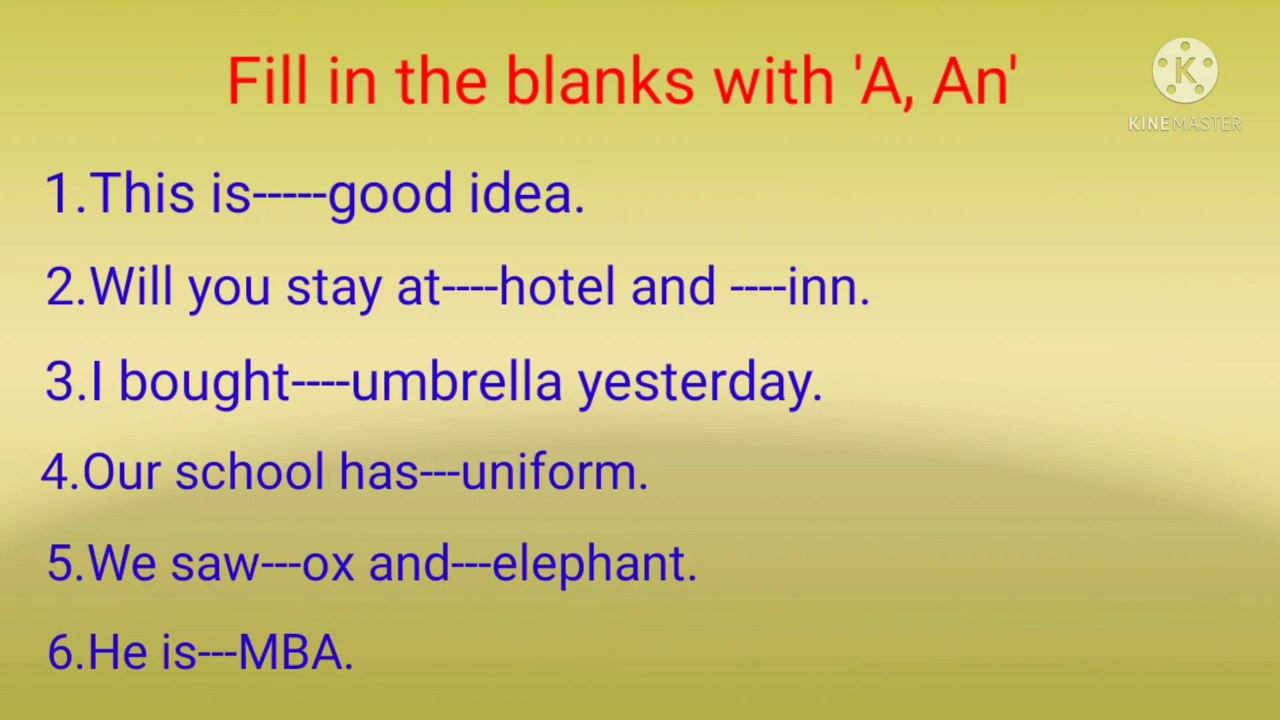 Fill in the blanks with 'A, An'
KINEMASTER
1.This is-----good idea.
2.Will you stay at----hotel and ----inn.
3.I bought----umbrella yesterday.
4.Our school has---uniform.
5.We saw---ox and---elephant.
6.He is---MBA.